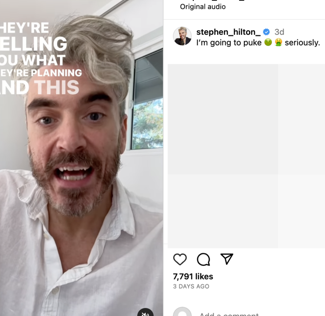 HEY'RE
ELLING
OU WHAT
EY'RE PLANNING
ND THIS
Original audio
stephen_hilton_ 3d
I'm going to puke 🤢 🤮 seriously.
7,791 likes
3 DAYS AGO
Add a comment